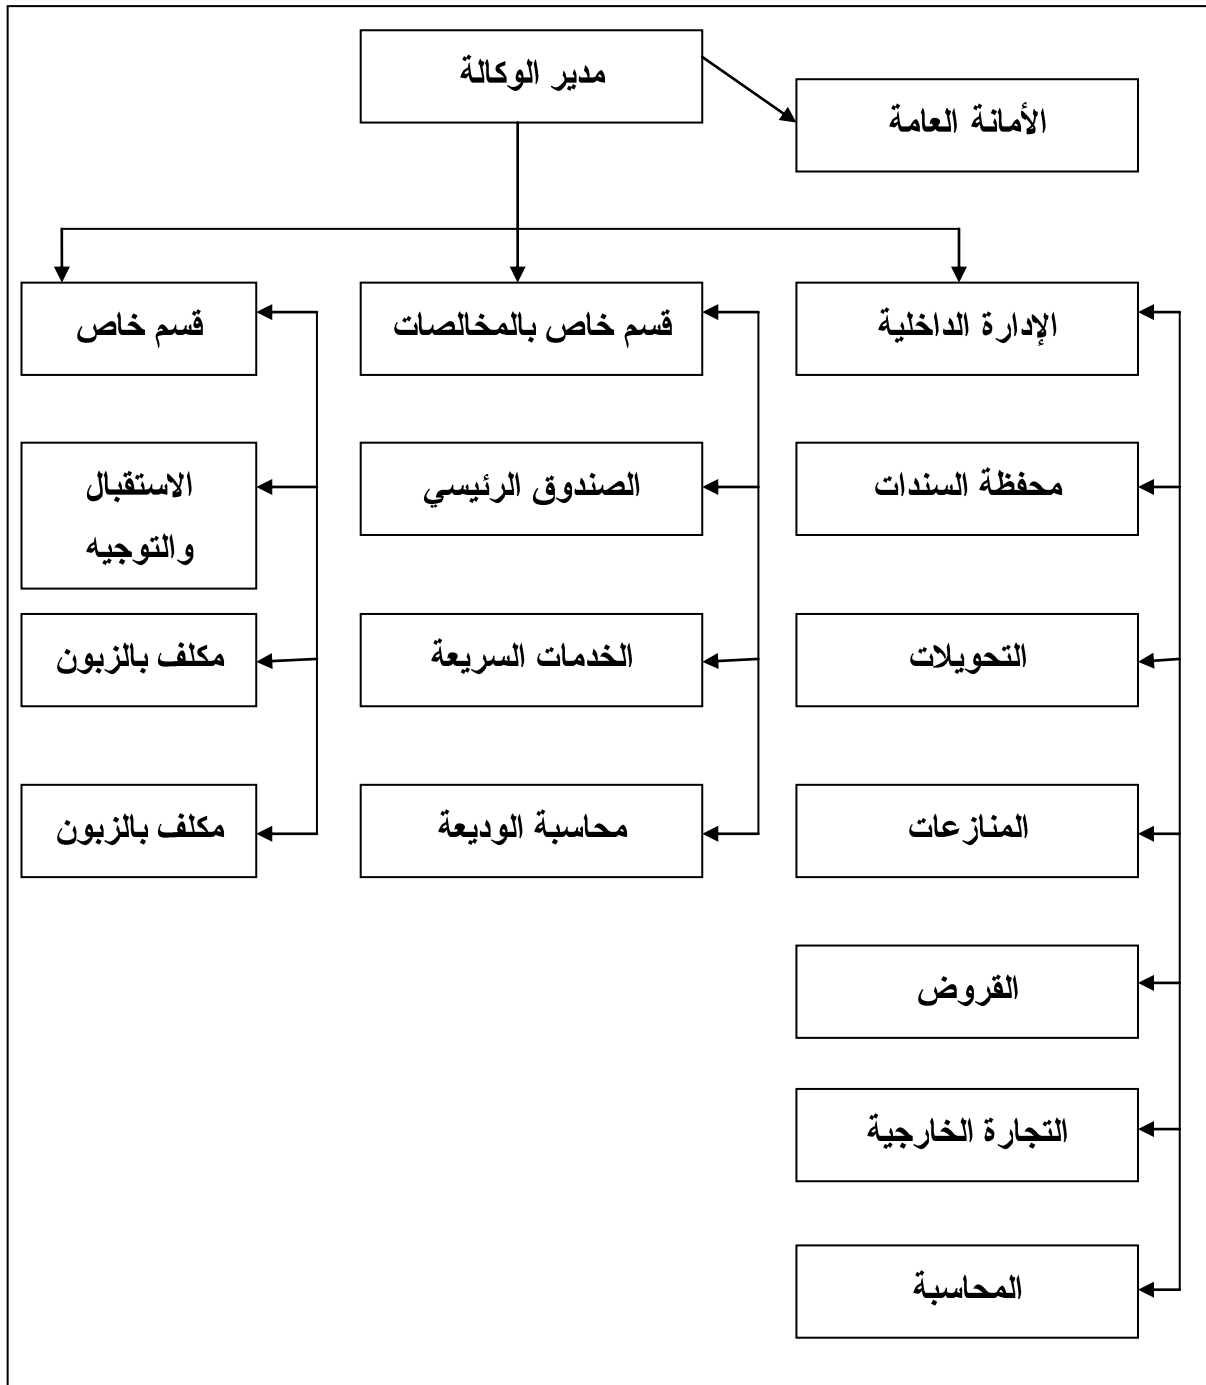 مدير الوكالة
الأمانة العامة
الإدارة الداخلية
قسم خاص بالمخالصات
قسم خاص
محفظة السندات
الصندوق الرئيسي
الاستقبال
والتوجيه
التحويلات
الخدمات السريعة
مكلف بالزبون
المنازعات
محاسبة الوديعة
مكلف بالزبون
القروض
التجارة الخارجية
المحاسبة